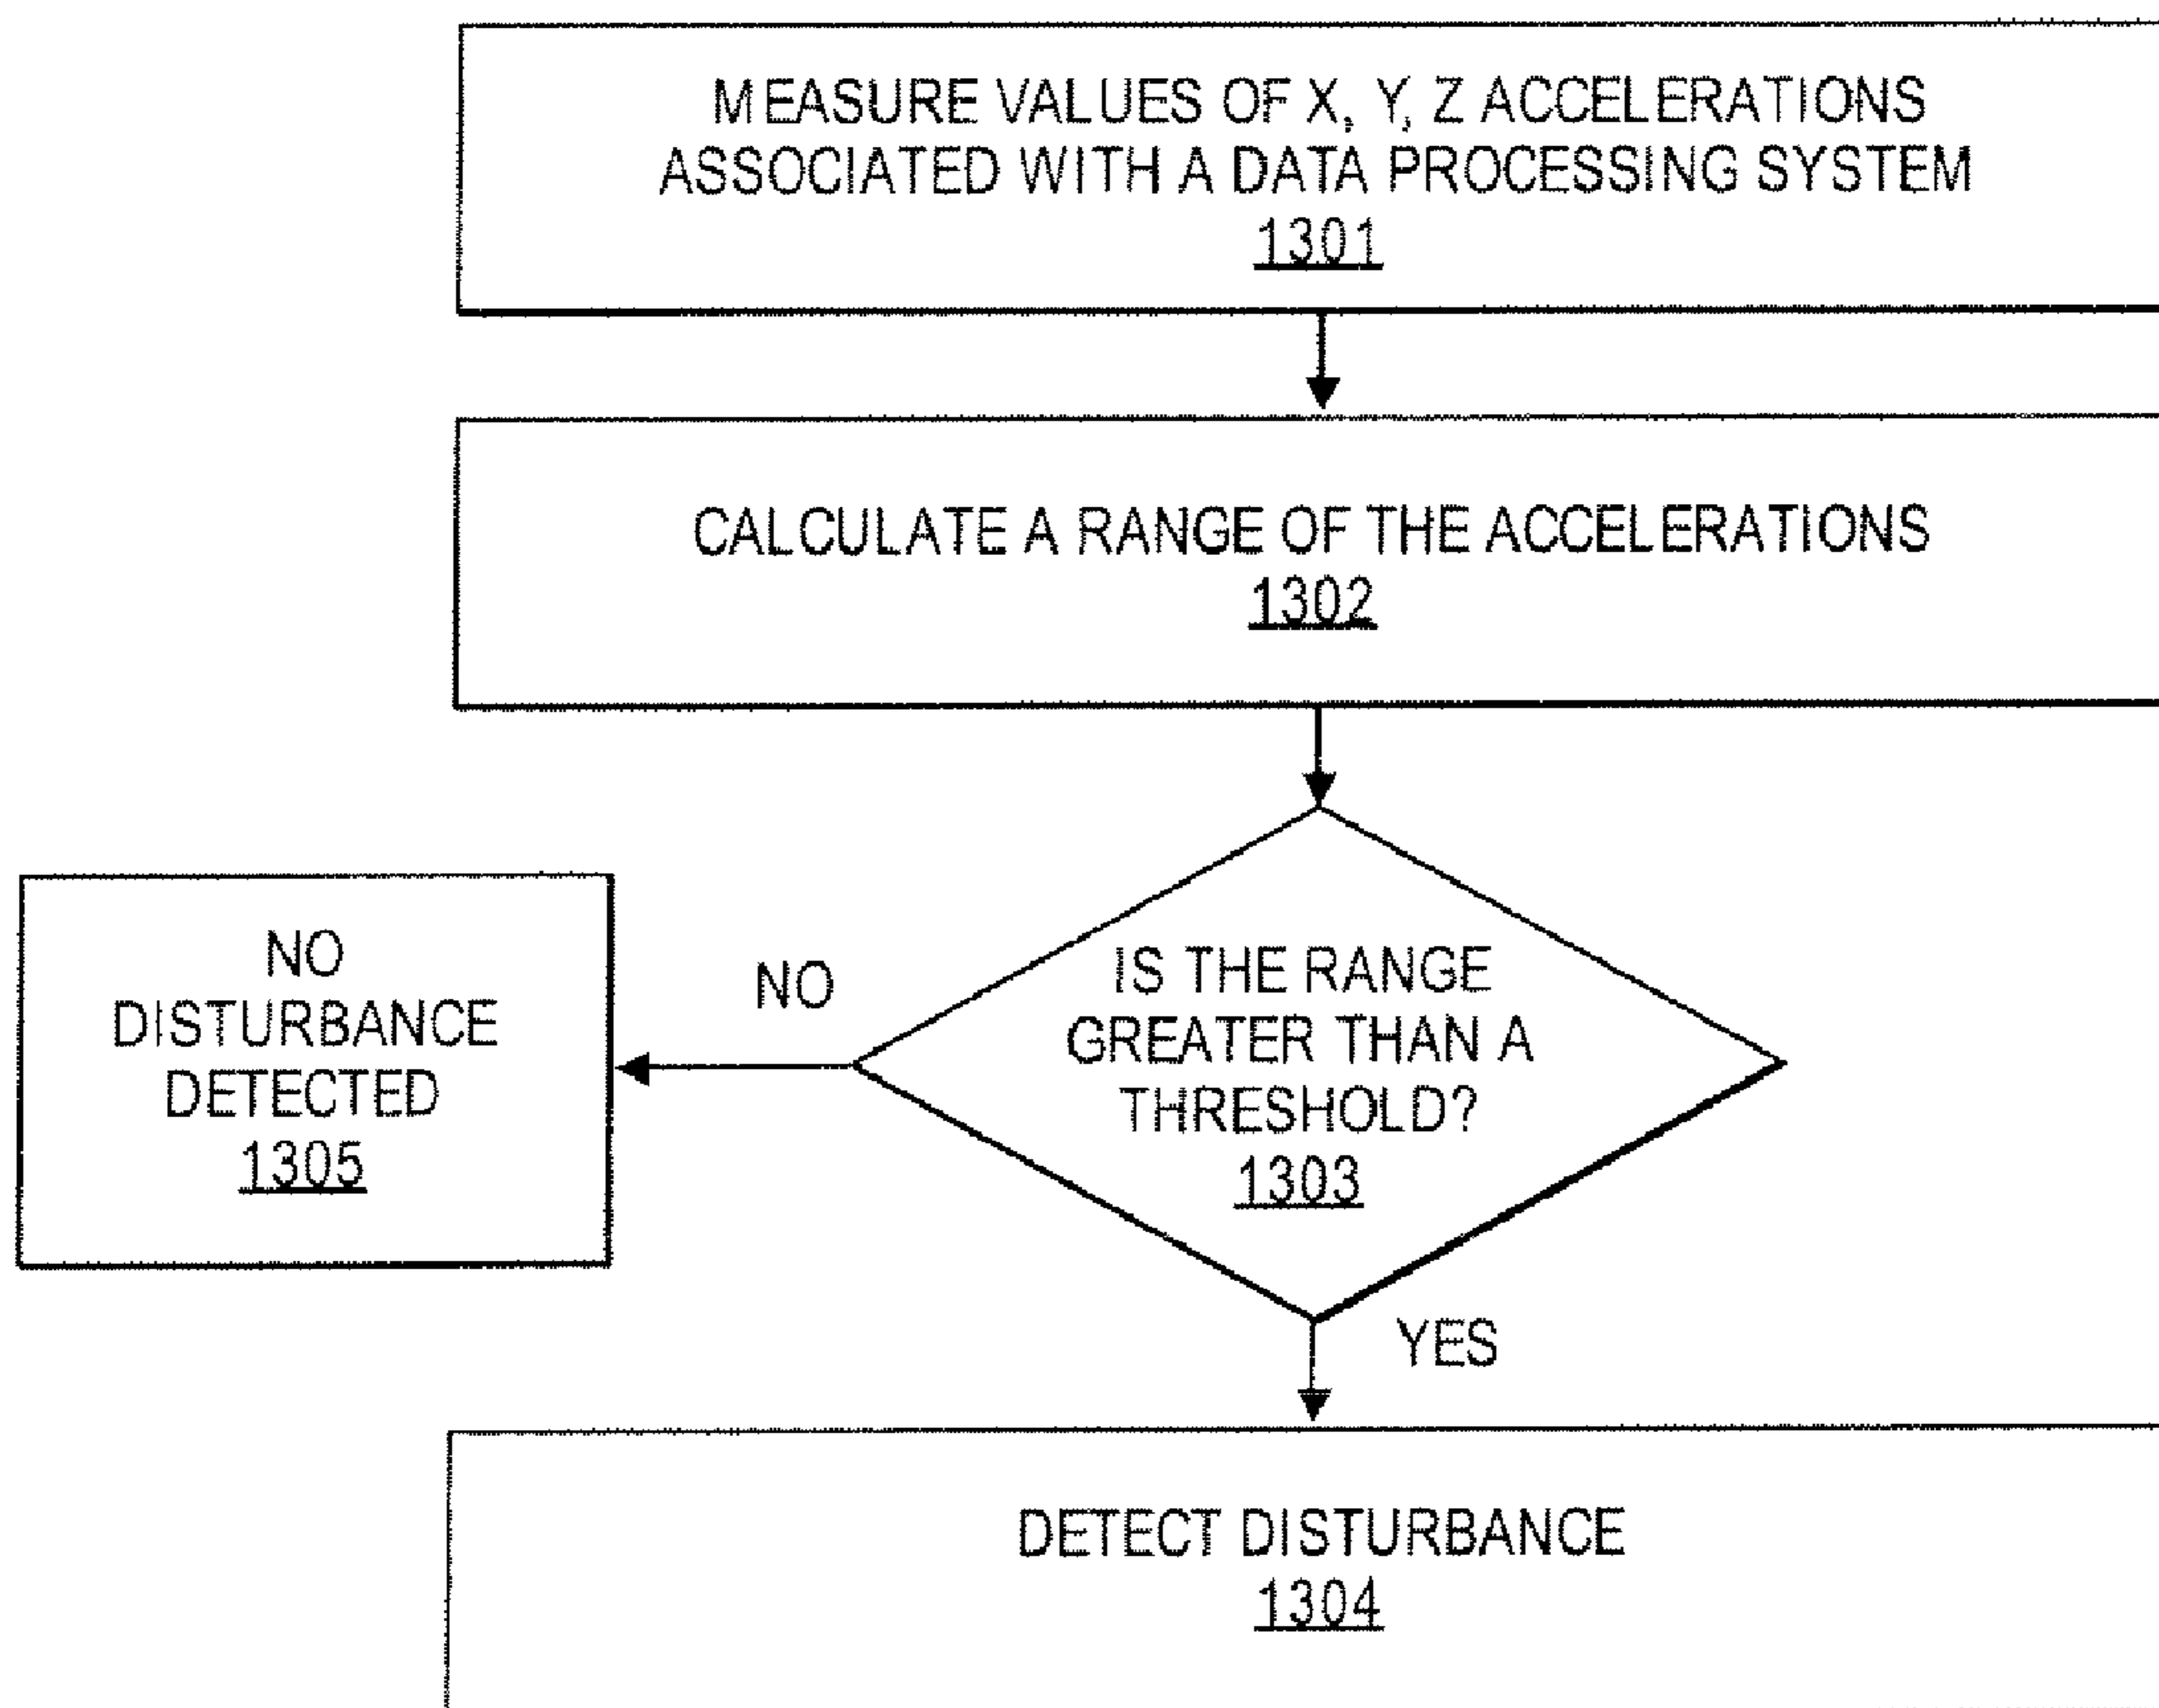 MEASURE VALUES OF X, Y, Z ACCELERATIONS
ASSOCIATED WITH A DATA PROCESSING SYSTEM
1301
CALCULATE A RANGE OF THE ACCELERATIONS
1302
IS THE RANGE
GREATER THAN A
THRESHOLD?
1303
NO
NO
DISTURBANCE
DETECTED
1305
YES
DETECT DISTURBANCE
1304